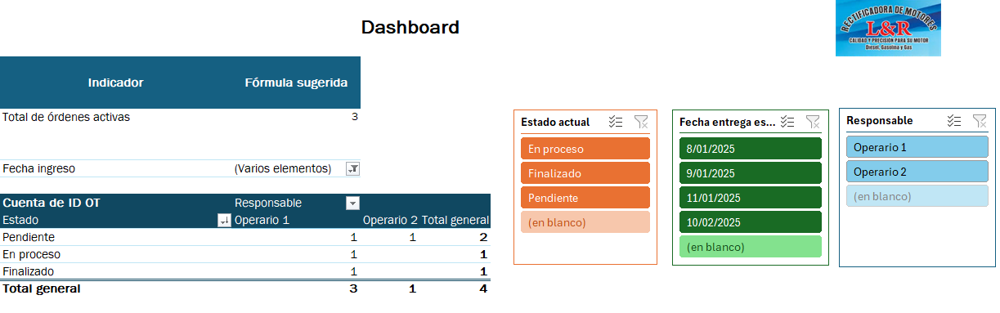 Dashboard
RECTIFICADORA DE MOTORES
L&R
CALIDAD Y PRECISIÓN PARA SU MOTOR
Diesel, Gasolina y Gas
Indicador Fórmula sugerida
Total de órdenes activas 3
Fecha ingreso (Varios elementos)
Cuenta de ID OT Responsable
Estado Operario 1 Operario 2 Total general
Pendiente 1 1 2
En proceso 1 1
Finalizado 1 1
Total general 3 1 4
Estado actual
En proceso
Finalizado
Pendiente
(en blanco)
Fecha entrega es...
8/01/2025
9/01/2025
11/01/2025
10/02/2025
(en blanco)
Responsable
Operario 1
Operario 2
(en blanco)